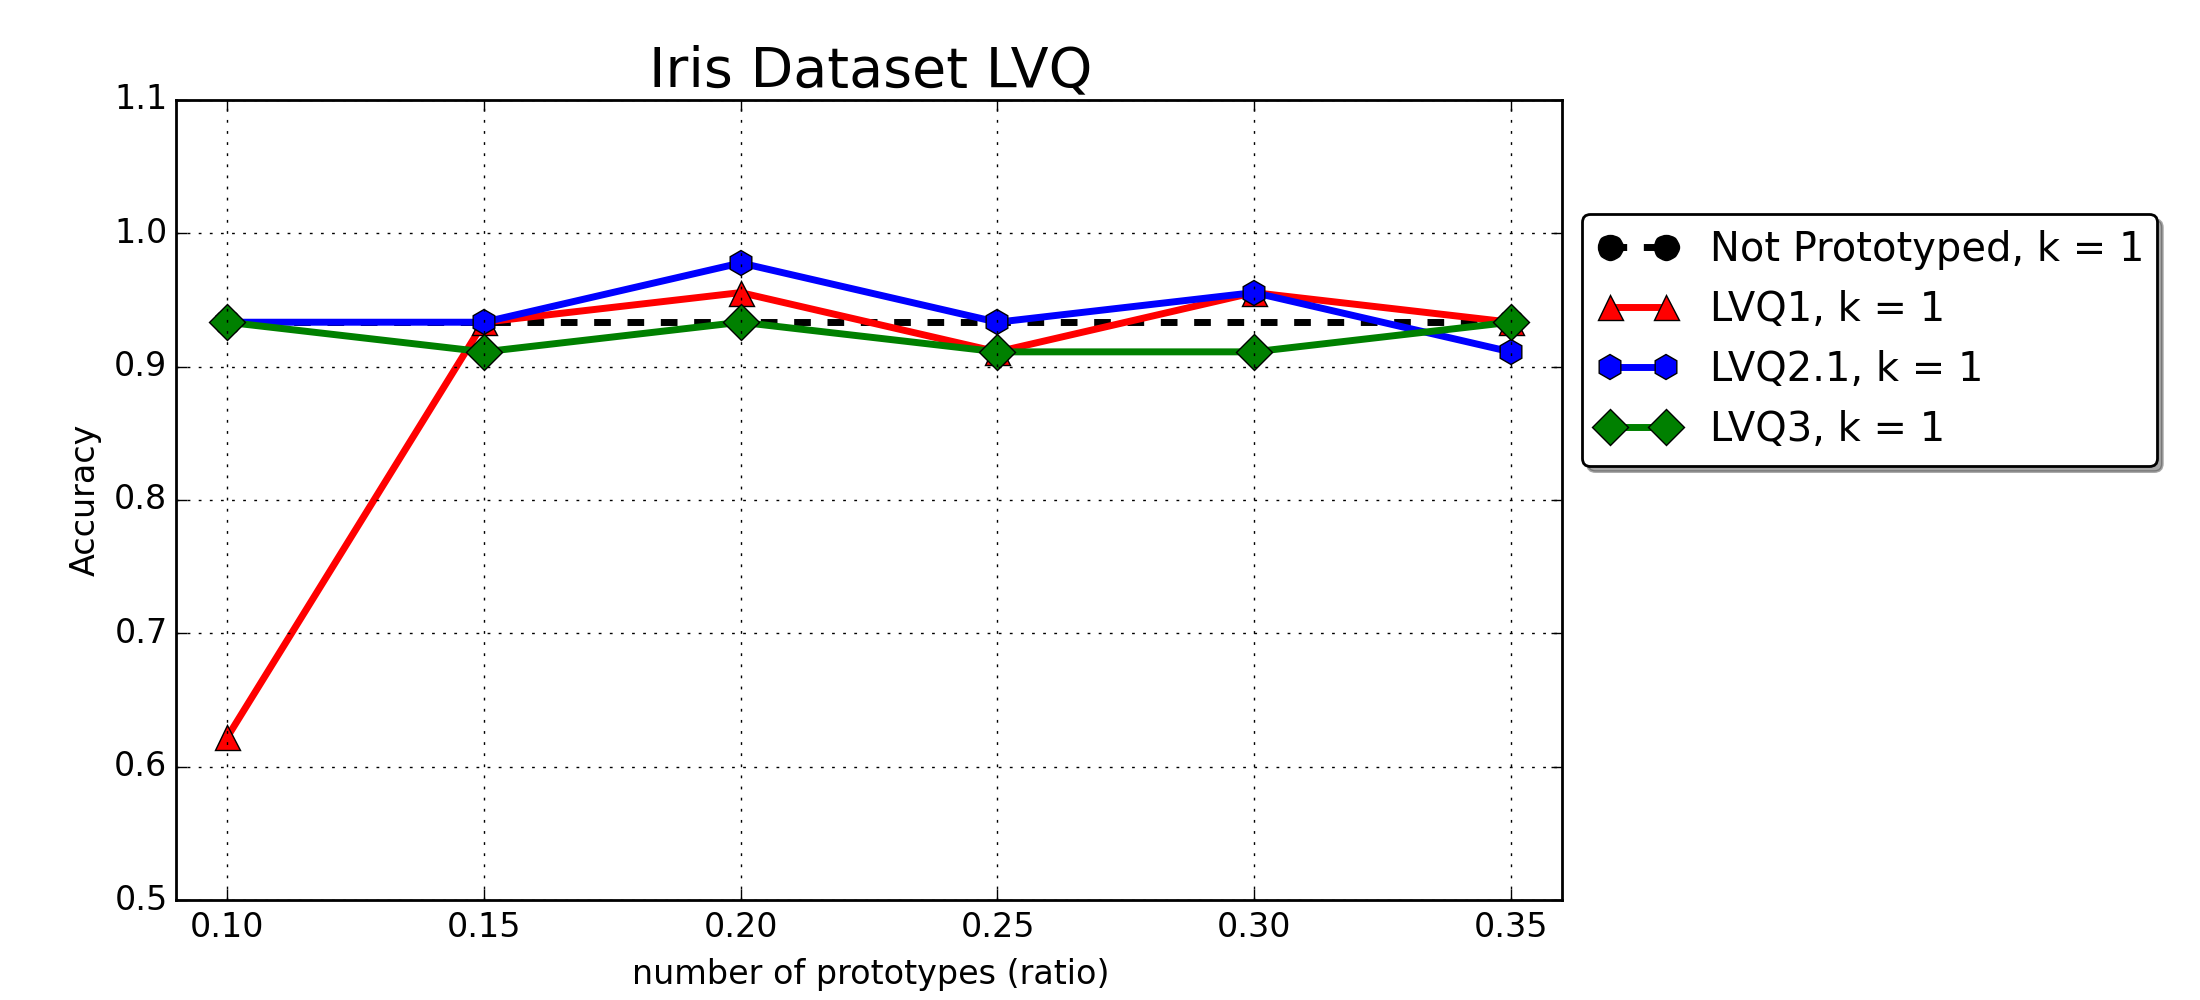 Iris Dataset LVQ
1.1
1.0
0.9
0.8
0.7
0.6
0.5
Accuracy
0.10 0.15 0.20 0.25 0.30 0.35
number of prototypes (ratio)
Not Prototyped, k = 1
LVQ1, k = 1
LVQ2.1, k = 1
LVQ3, k = 1